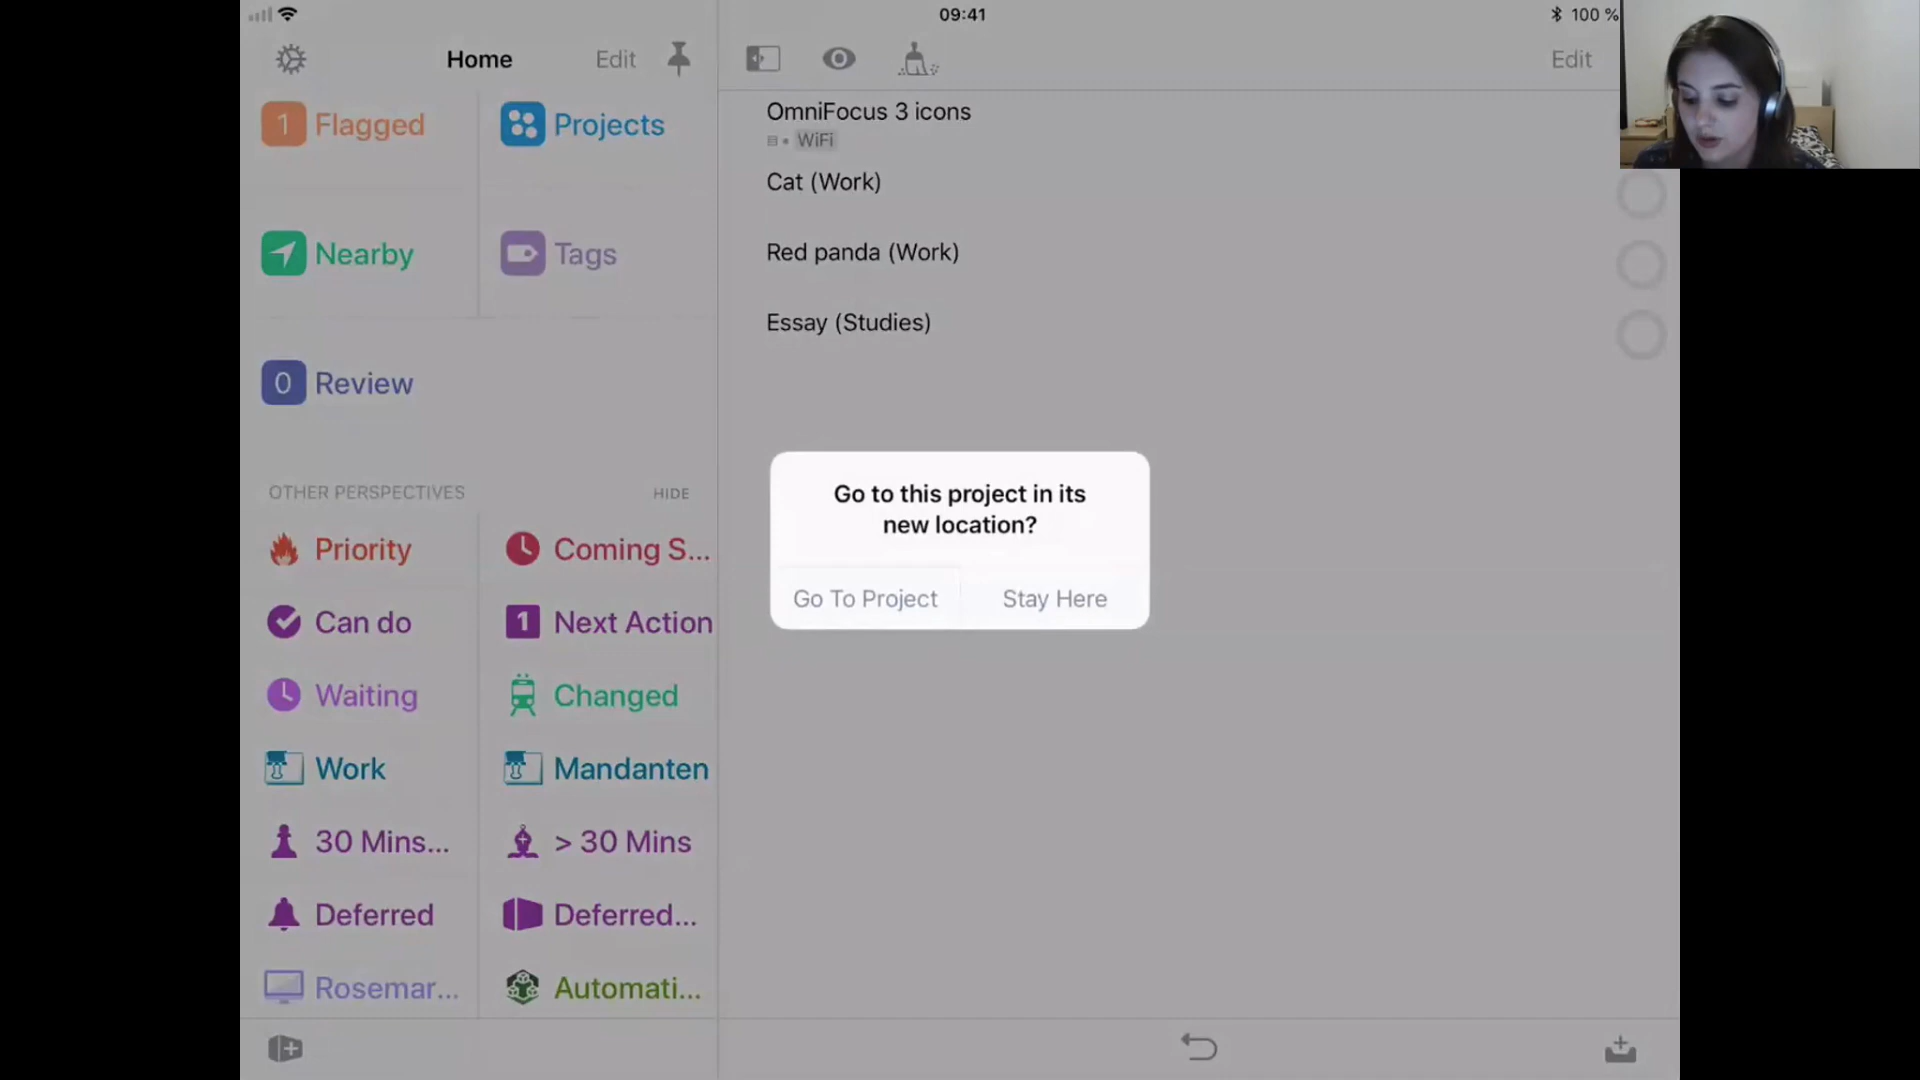 09:41
100 %
Home
Edit
Edit
1 Flagged
Projects
Nearby
Tags
0 Review
OTHER PERSPECTIVES
HIDE
Priority
Coming S...
Can do
1 Next Action
Waiting
Changed
Work
Mandanten
30 Mins...
> 30 Mins
Deferred
Deferred...
Rosemar...
Automati...
OmniFocus 3 icons
WiFi
Cat (Work)
Red panda (Work)
Essay (Studies)
Go to this project in its
new location?
Go To Project
Stay Here